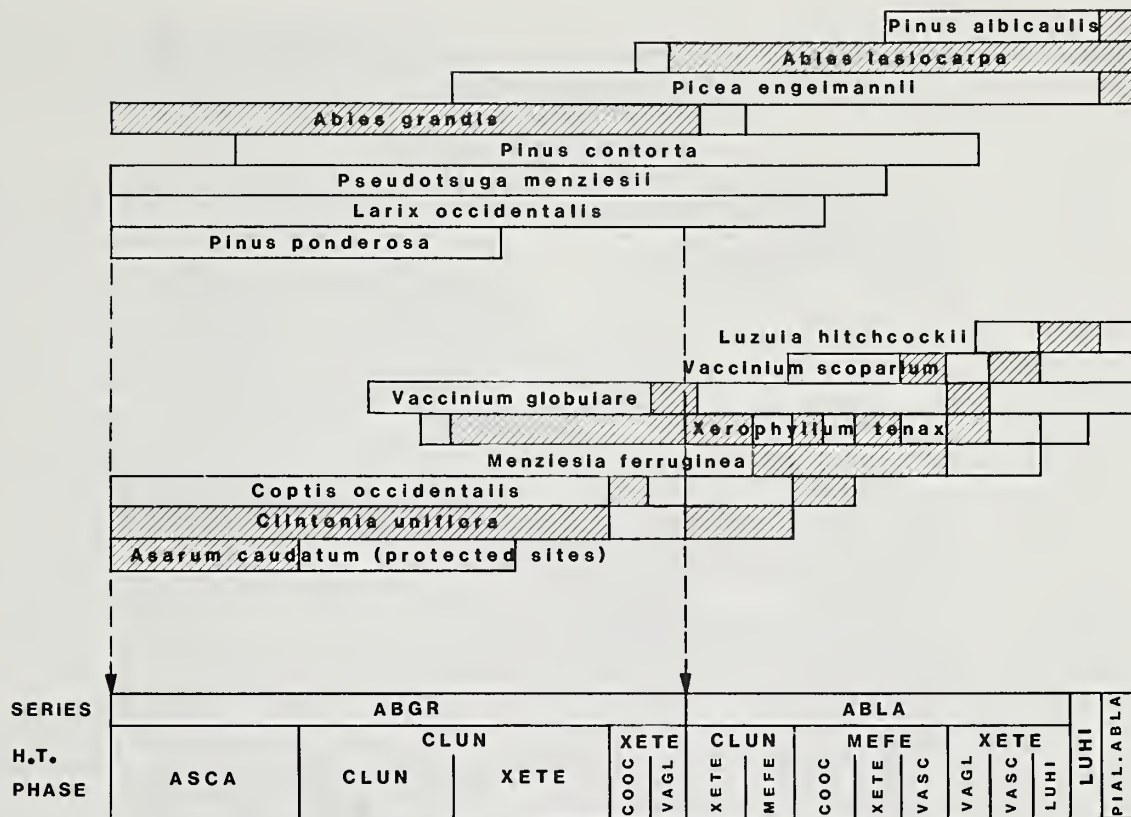 Pinus albicaulis
Abies lasiocarpa
Picea engelmannii
Abies grandis
Pinus contorta
Pseudotsuga menziesii
Larix occidentalis
Pinus ponderosa
Luzula hitchcockii
Vaccinium scoparium
Vaccinium globulare
Xerophyllum tenax
Menziesia ferruginea
Coptis occidentalis
Clintonia uniflora
Asarum caudatum (protected sites)
SERIES ABGR ABLA LUHI PIAL.ABLA
H.T. CLUN XETE CLUN MEFE XETE
PHASE ASCA CLUN XETE COOC VAGL XETE MEFE COOC XETE VASC VAGL VASC LUHI